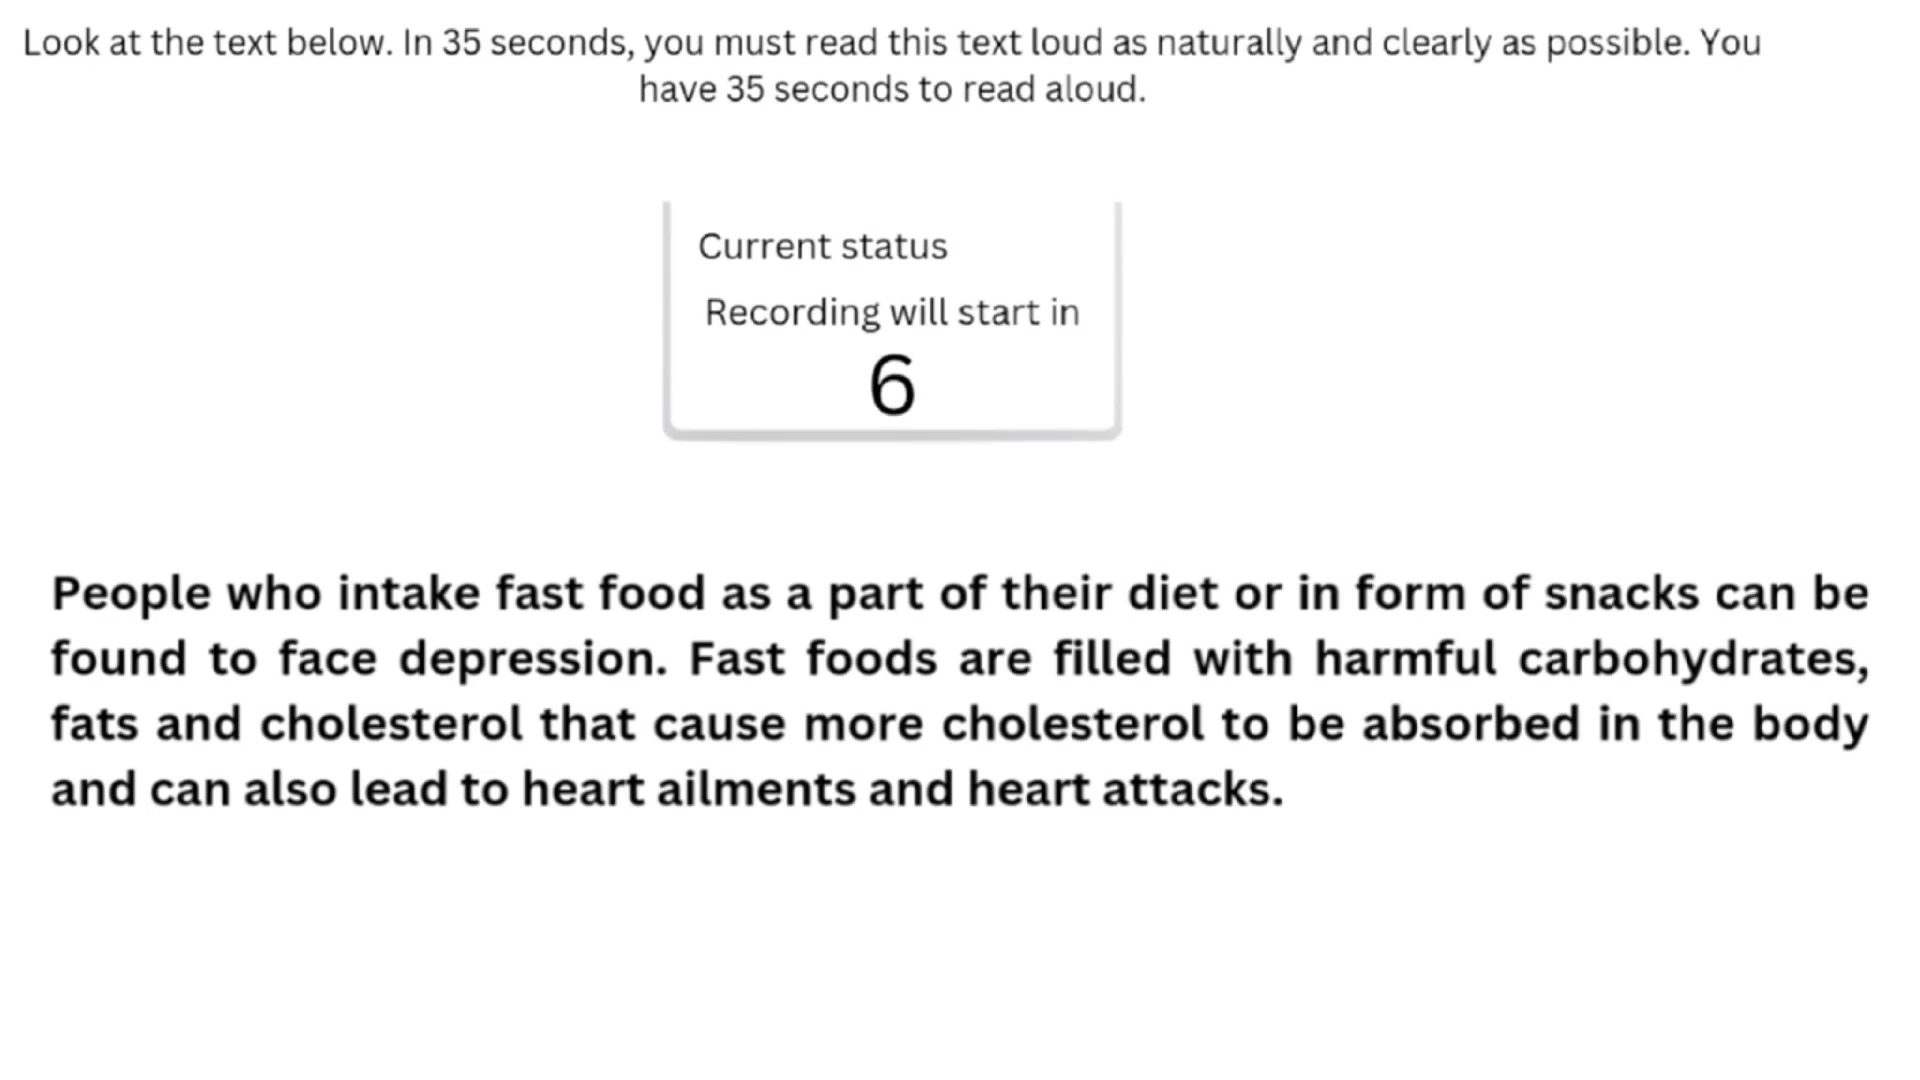 Look at the text below. In 35 seconds, you must read this text loud as naturally and clearly as possible. You
have 35 seconds to read aloud.
Current status
Recording will start in
6
People who intake fast food as a part of their diet or in form of snacks can be
found to face depression. Fast foods are filled with harmful carbohydrates,
fats and cholesterol that cause more cholesterol to be absorbed in the body
and can also lead to heart ailments and heart attacks.